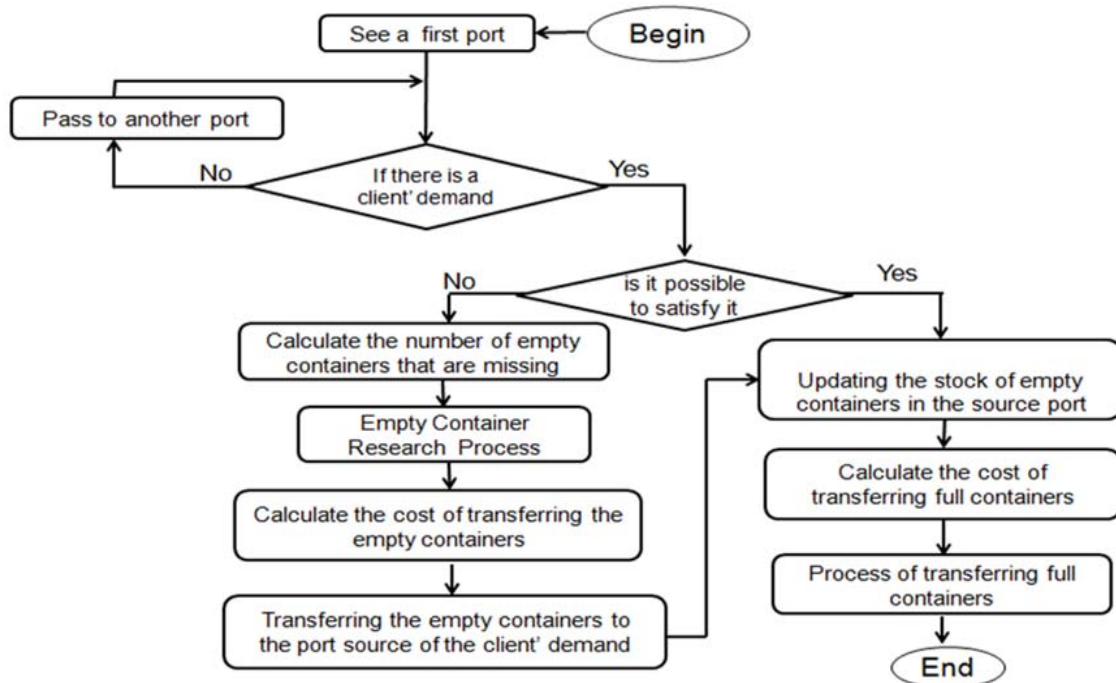 Begin
See a first port
Pass to another port
No
Yes
If there is a
client' demand
No
Yes
is it possible
to satisfy it
Calculate the number of empty
containers that are missing
Updating the stock of empty
containers in the source port
Empty Container
Research Process
Calculate the cost of
transferring full containers
Calculate the cost of transferring the
empty containers
Process of transferring full
containers
Transferring the empty containers to
the port source of the client' demand
End